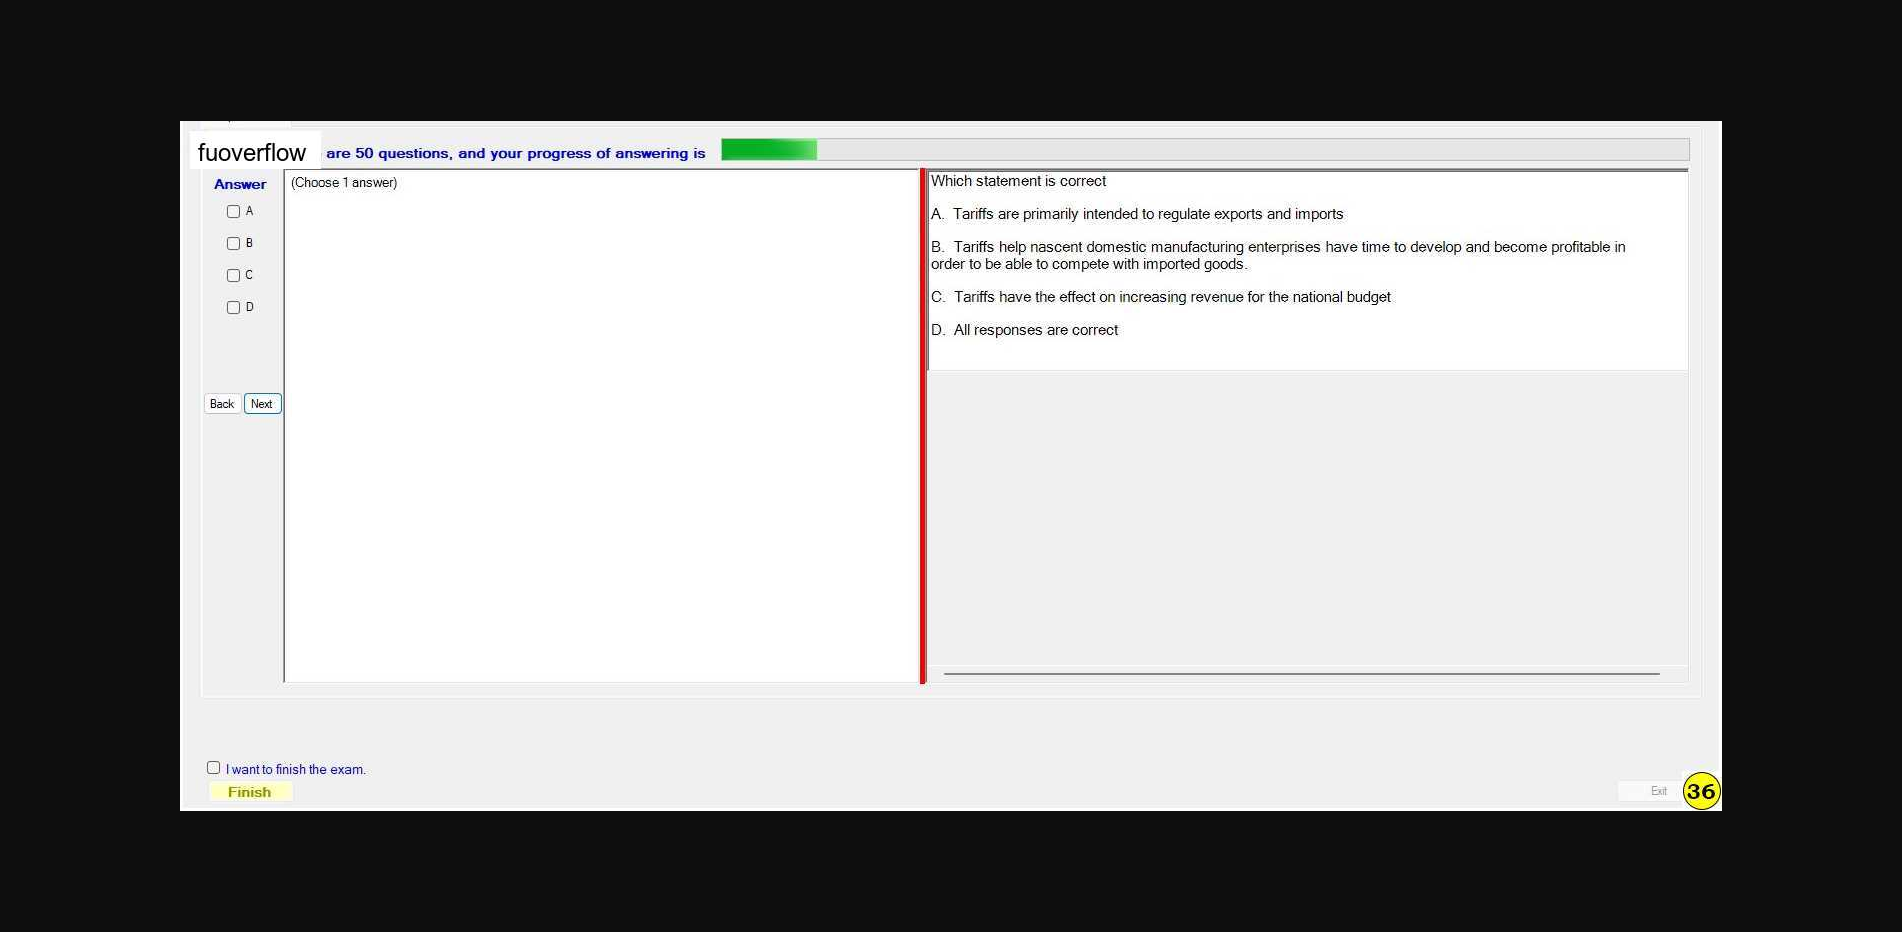 fuoverflow are 50 questions, and your progress of answering is
Answer
A
B
C
D
Back Next
(Choose 1 answer)
Which statement is correct
A. Tariffs are primarily intended to regulate exports and imports
B. Tariffs help nascent domestic manufacturing enterprises have time to develop and become profitable in
order to be able to compete with imported goods.
C. Tariffs have the effect on increasing revenue for the national budget
D. All responses are correct
I want to finish the exam.
Finish
Exit
36